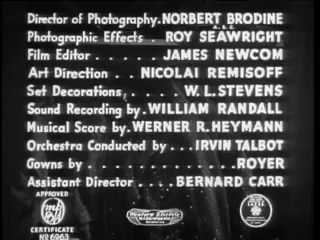 Director of Photography. NORBERT BRODINE
A.S.C.
Photographic Effects . ROY SEAWRIGHT
Film Editor . . . . . JAMES NEWCOM
Art Direction . . NICOLAI REMISOFF
Set Decorations . . . . . W. L. STEVENS
Sound Recording by. WILLIAM RANDALL
Musical Score by. WERNER R. HEYMANN
Orchestra Conducted by . . . IRVIN TALBOT
Gowns by . . . . . . . . . . . . . ROYER
Assistant Director . . . . BERNARD CARR
APPROVED
CERTIFICATE
No 6963
Western Electric